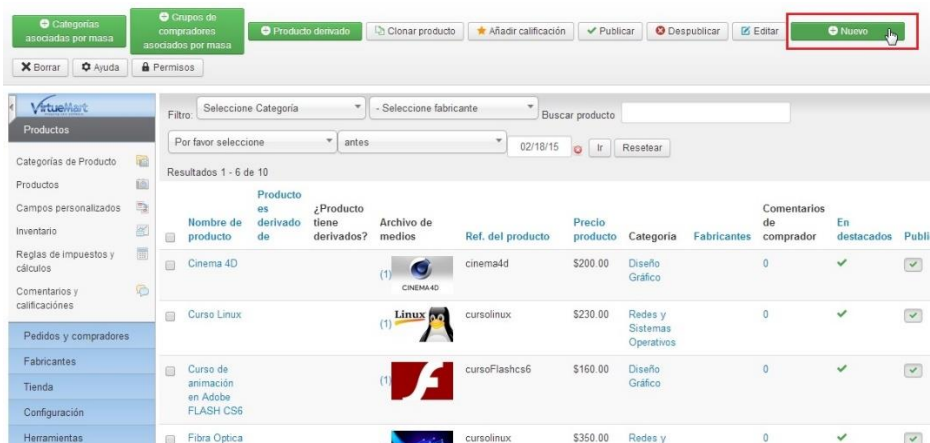 Categorías
asociadas por masa
Grupos de
compradores
asociados por masa
Producto derivado
Clonar producto
Añadir calificación
Publicar
Despublicar
Editar
Nuevo
Borrar
Ayuda
Permisos
VirtueMart
Productos
Categorías de Producto
Productos
Campos personalizados
Inventario
Reglas de impuestos y
cálculos
Comentarios y
calificaciónes
Pedidos y compradores
Fabricantes
Tienda
Configuración
Herramientas
Filtro: Seleccione Categoría - Seleccione fabricante Buscar producto
Por favor seleccione antes 02/18/15 Ir Resetear
Resultados 1 - 6 de 10
Nombre de
producto
Producto
es
derivado
de
¿Producto
tiene
derivados?
Archivo de
medios
Ref. del producto
Precio
producto
Categoría
Fabricantes
Comentarios
de
comprador
En
destacados
Publi
Cinema 4D
(1)
CINEMA4D
cinema4d
$200.00
Diseño
Gráfico
0
Curso Linux
(1)
Linux
cursolinux
$230.00
Redes y
Sistemas
Operativos
0
Curso de
animación
en Adobe
FLASH CS6
(1)
cursoFlashcs6
$160.00
Diseño
Gráfico
0
Fibra Optica
cursolinux
$350.00
Redes y
0